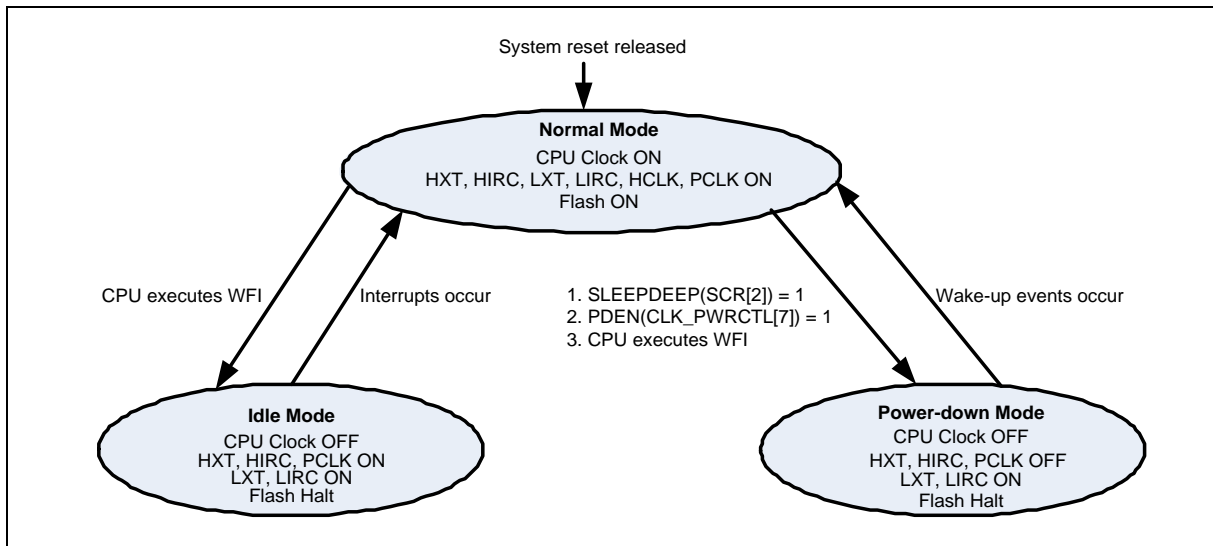 System reset released
Normal Mode
CPU Clock ON
HXT, HIRC, LXT, LIRC, HCLK, PCLK ON
Flash ON
CPU executes WFI
Interrupts occur
1. SLEEPDEEP(SCR[2]) = 1
2. PDEN(CLK_PWRCTL[7]) = 1
3. CPU executes WFI
Wake-up events occur
Idle Mode
CPU Clock OFF
HXT, HIRC, PCLK ON
LXT, LIRC ON
Flash Halt
Power-down Mode
CPU Clock OFF
HXT, HIRC, PCLK OFF
LXT, LIRC ON
Flash Halt